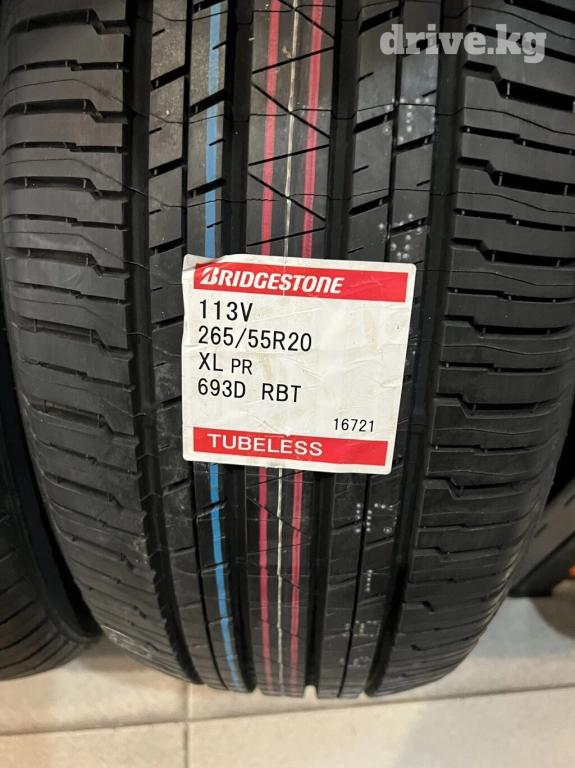 drive.kg
BRIDGESTONE
113V
265/55R20
XL PR
693D RBT
16721
TUBELESS